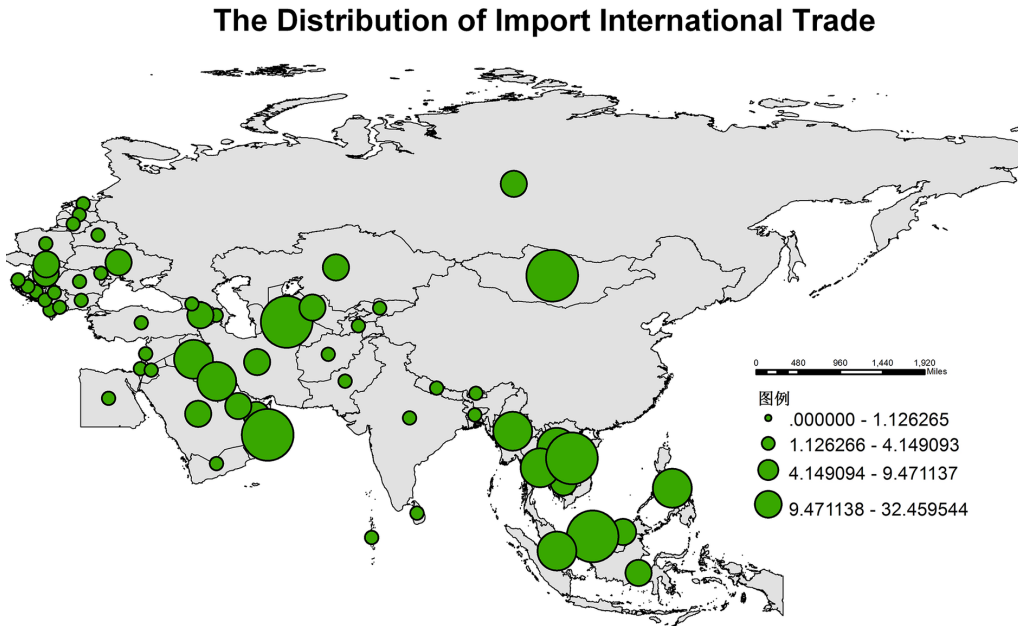 The Distribution of Import International Trade
0 480 960 1,440 1,920
Miles
图例
.000000 - 1.126265
1.126266 - 4.149093
4.149094 - 9.471137
9.471138 - 32.459544